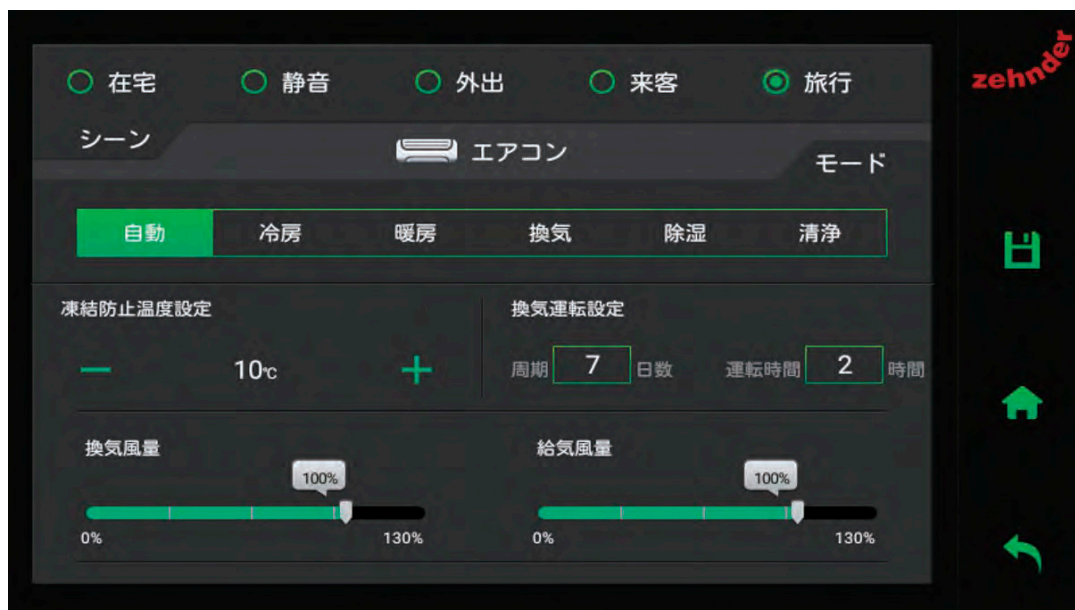 在宅 静音 外出 来客 旅行
zehnder
シーン エアコン モード
自動 冷房 暖房 換気 除湿 清浄
凍結防止温度設定 換気運転設定
10℃ 周期 7 日数 運転時間 2 時間
換気風量 給気風量
100% 100%
0% 130% 0% 130%